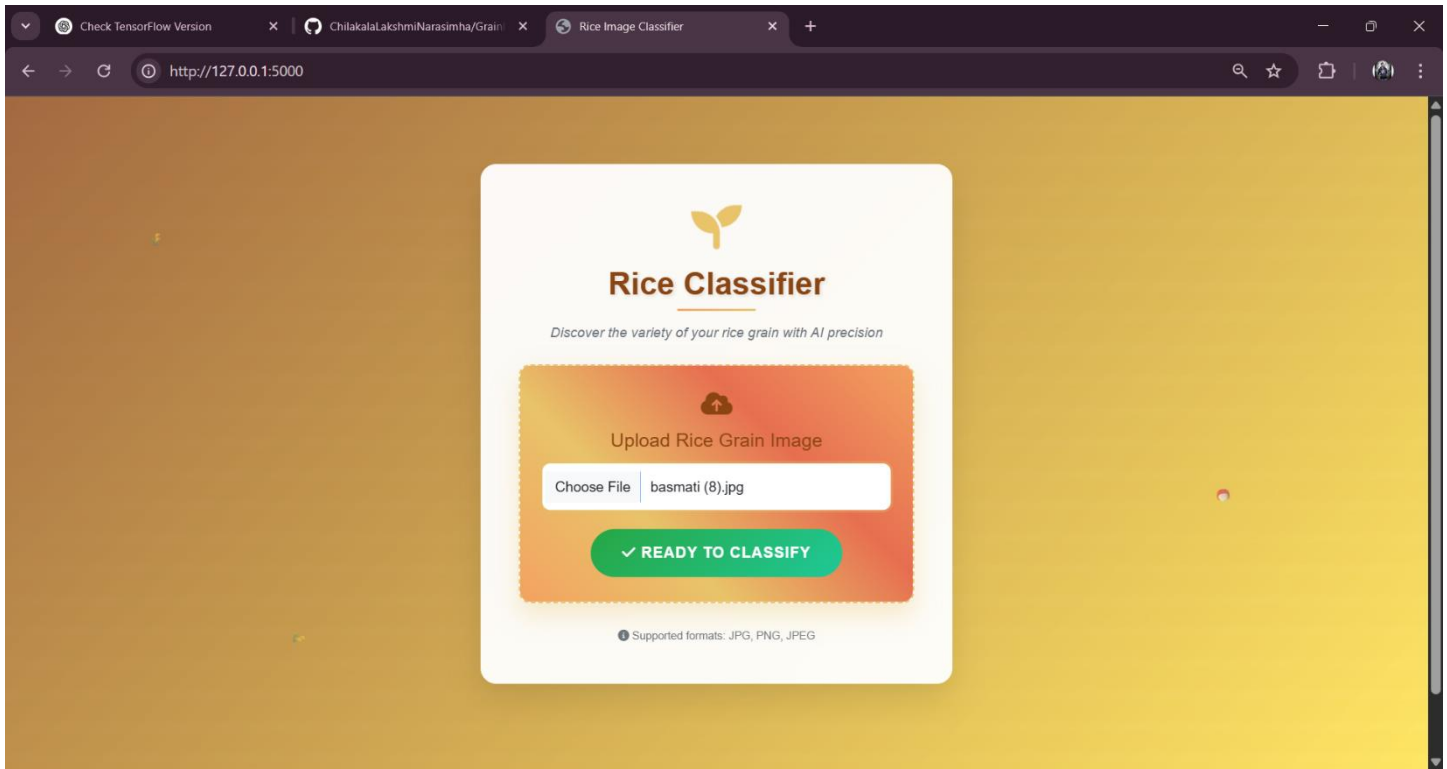 Check TensorFlow Version
ChilakalaLakshmiNarasimha/Grain
Rice Image Classifier
http://127.0.0.1:5000
Rice Classifier
Discover the variety of your rice grain with AI precision
Upload Rice Grain Image
Choose File basmati (8).jpg
READY TO CLASSIFY
Supported formats: JPG, PNG, JPEG